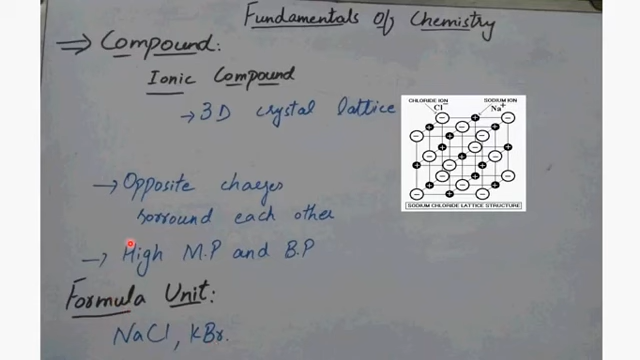 Fundamentals Of Chemistry
⇒ Compound:
Ionic Compound
→ 3D crystal lattice
CHLORIDE ION
Cl⁻
SODIUM ION
Na⁺
SODIUM CHLORIDE LATTICE STRUCTURE
→ Opposite charges
sorround each other
→ High M.P and B.P
Formula Unit:
NaCl, KBr.